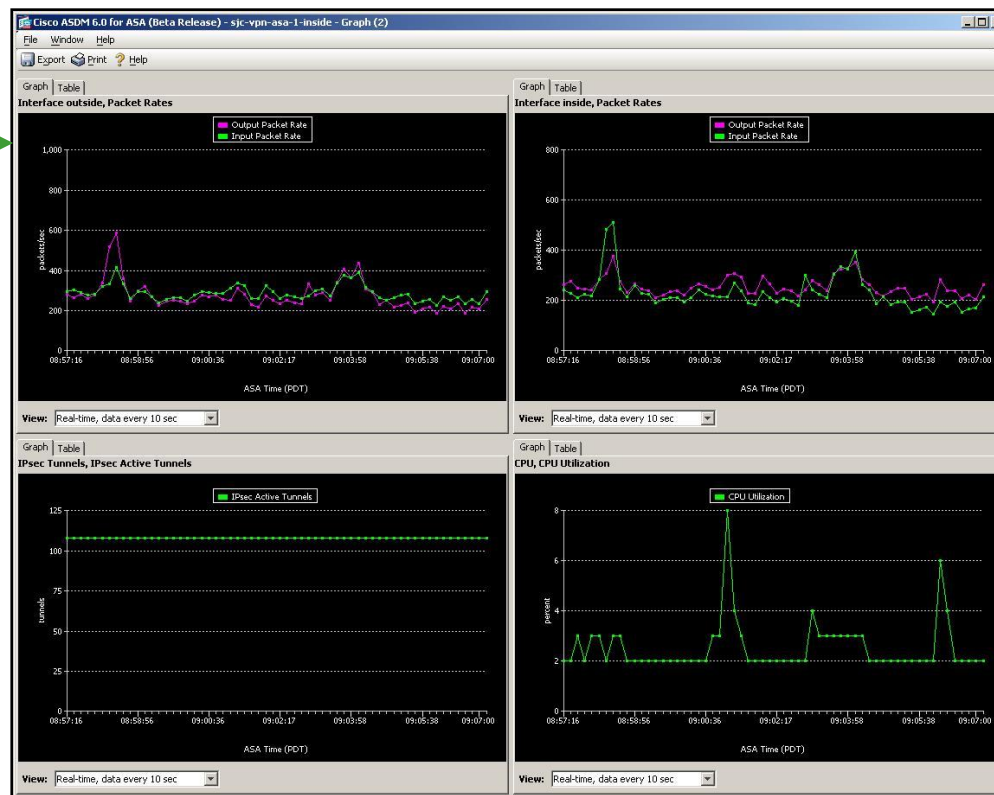 Cisco ASDM 6.0 for ASA (Beta Release) - sjc-vpn-asa-1-inside - Graph (2)
File Window Help
Export Print Help
Graph Table
Interface outside, Packet Rates
Output Packet Rate
Input Packet Rate
1,000
800
600
400
200
0
packets/sec
08:57:16 08:58:56 09:00:36 09:02:17 09:03:58 09:05:38 09:07:00
ASA Time (PDT)
View: Real-time, data every 10 sec
Graph Table
Interface inside, Packet Rates
Output Packet Rate
Input Packet Rate
800
600
400
200
0
packets/sec
08:57:16 08:58:56 09:00:36 09:02:17 09:03:58 09:05:38 09:07:00
ASA Time (PDT)
View: Real-time, data every 10 sec
Graph Table
IPsec Tunnels, IPsec Active Tunnels
IPsec Active Tunnels
125
100
75
50
25
0
tunnels
08:57:16 08:58:56 09:00:36 09:02:17 09:03:58 09:05:38 09:07:00
ASA Time (PDT)
View: Real-time, data every 10 sec
Graph Table
CPU, CPU Utilization
CPU Utilization
8
6
4
2
0
percent
08:57:16 08:58:56 09:00:36 09:02:17 09:03:58 09:05:38 09:07:00
ASA Time (PDT)
View: Real-time, data every 10 sec